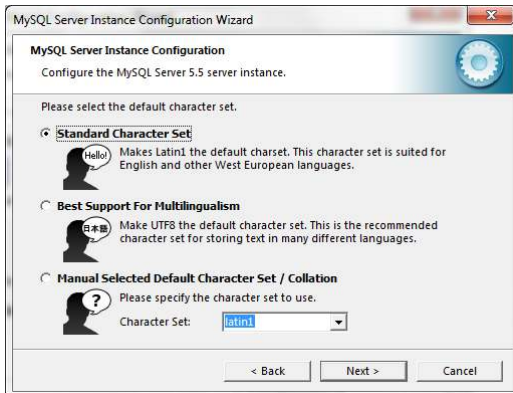 MySQL Server Instance Configuration Wizard
MySQL Server Instance Configuration
Configure the MySQL Server 5.5 server instance.
Please select the default character set.
Standard Character Set
Hello!
Makes Latin1 the default charset. This character set is suited for
English and other West European languages.
Best Support For Multilingualism
日本語
Make UTF8 the default character set. This is the recommended
character set for storing text in many different languages.
Manual Selected Default Character Set / Collation
?
Please specify the character set to use.
Character Set: latin1
< Back Next > Cancel